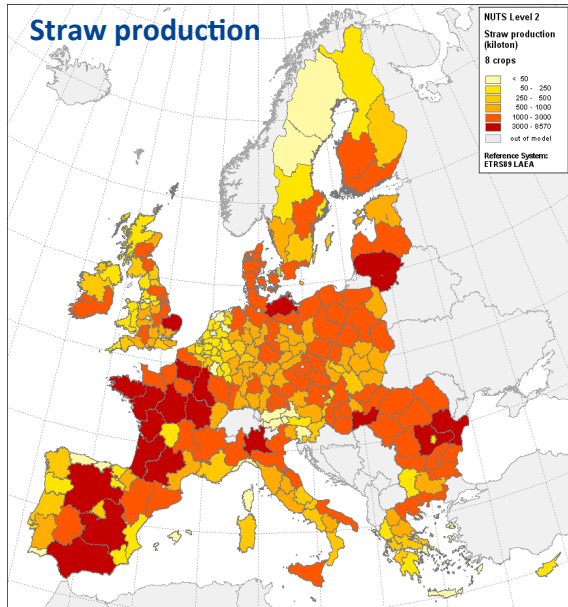 Straw production
NUTS Level 2
Straw production
(kiloton)
8 crops
< 50
50 - 250
250 - 500
500 - 1000
1000 - 3000
3000 - 8570
out of model
Reference System:
ETRS89 LAEA